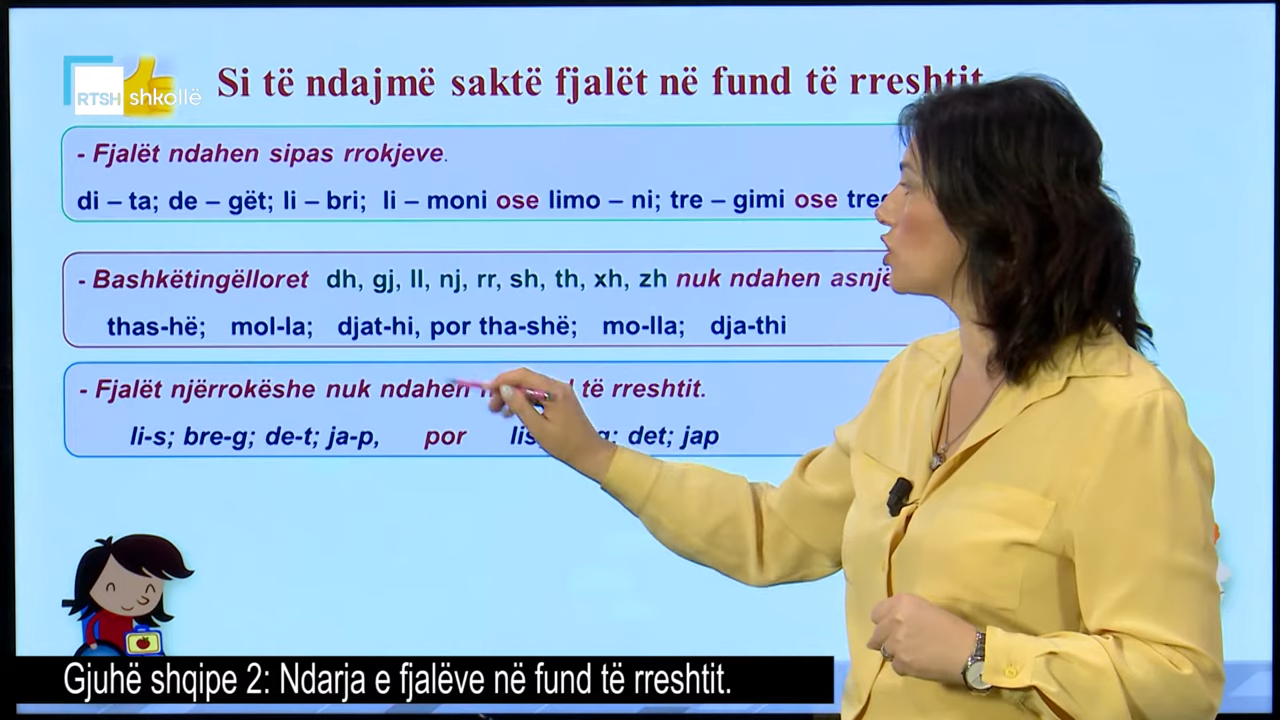 RTSH shkollë
Si të ndajmë saktë fjalët në fund të rreshtit
- Fjalët ndahen sipas rrokjeve.
di – ta; de – gët; li – bri; li – moni ose limo – ni; tre – gimi ose
- Bashkëtingëlloret dh, gj, ll, nj, rr, sh, th, xh, zh nuk ndahen
thas-hë; mol-la; djat-hi, por tha-shë; mo-lla; dja-thi
- Fjalët njërrokëshe nuk ndahen të rreshtit.
li-s; bre-g; de-t; ja-p, por lis; det; jap
Gjuhë shqipe 2: Ndarja e fjalëve në fund të rreshtit.